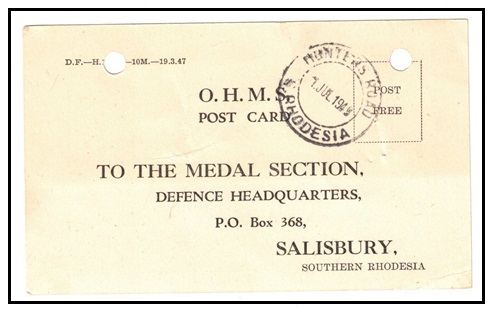 D.F.—H. —10M.—19.3.47
HUNTERS ROAD
1 JUL 1949
S. RHODESIA
O.H.M.S.
POST CARD
POST
FREE
TO THE MEDAL SECTION,
DEFENCE HEADQUARTERS,
P.O. Box 368,
SALISBURY,
SOUTHERN RHODESIA